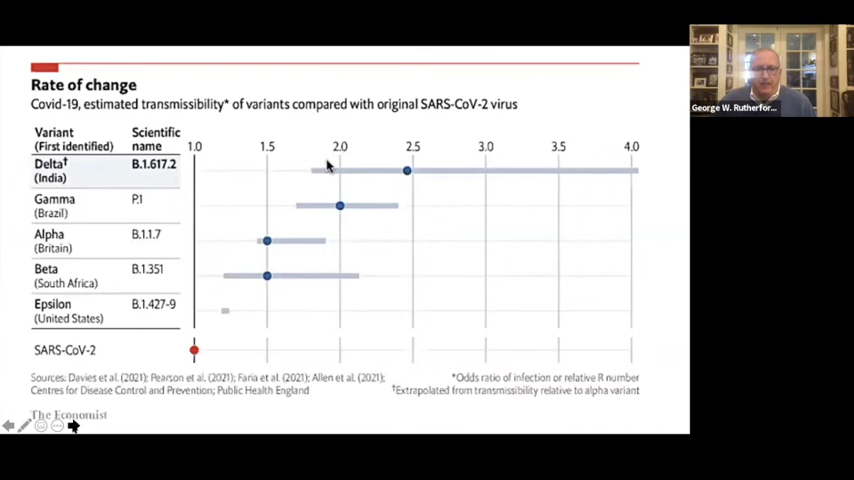 George W. Rutherfor...
Rate of change
Covid-19, estimated transmissibility* of variants compared with original SARS-CoV-2 virus
Variant
(First identified)
Scientific
name
1.0 1.5 2.0 2.5 3.0 3.5 4.0
Delta† B.1.617.2
(India)
Gamma P.1
(Brazil)
Alpha B.1.1.7
(Britain)
Beta B.1.351
(South Africa)
Epsilon B.1.427-9
(United States)
SARS-CoV-2
Sources: Davies et al. (2021); Pearson et al. (2021); Faria et al. (2021); Allen et al. (2021);
Centres for Disease Control and Prevention; Public Health England
*Odds ratio of infection or relative R number
†Extrapolated from transmissibility relative to alpha variant
The Economist